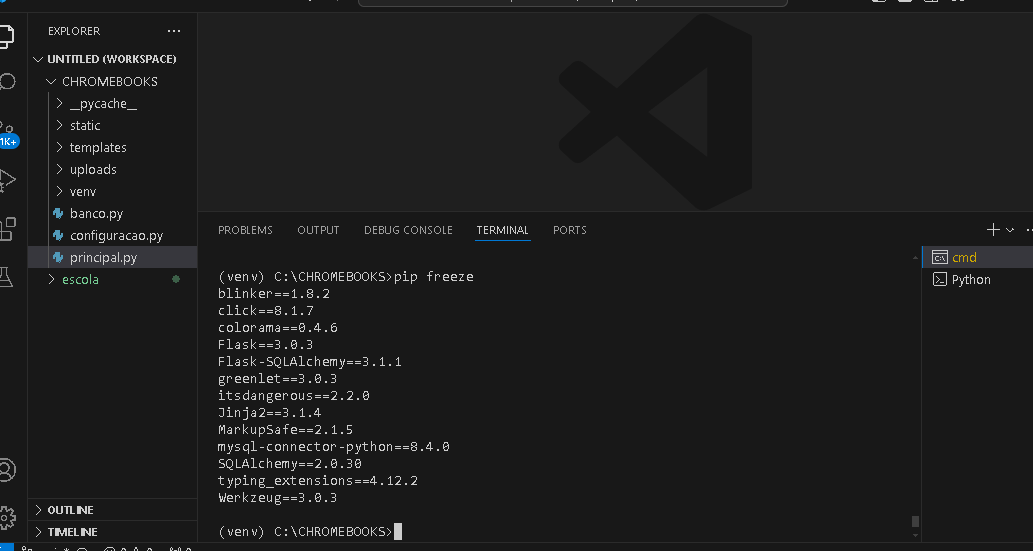 EXPLORER
UNTITLED (WORKSPACE)
CHROMEBOOKS
__pycache__
static
templates
uploads
venv
banco.py
configuracao.py
principal.py
escola
OUTLINE
TIMELINE
1K+
PROBLEMS OUTPUT DEBUG CONSOLE TERMINAL PORTS
(venv) C:\CHROMEBOOKS>pip freeze
blinker==1.8.2
click==8.1.7
colorama==0.4.6
Flask==3.0.3
Flask-SQLAlchemy==3.1.1
greenlet==3.0.3
itsdangerous==2.2.0
Jinja2==3.1.4
MarkupSafe==2.1.5
mysql-connector-python==8.4.0
SQLAlchemy==2.0.30
typing_extensions==4.12.2
Werkzeug==3.0.3
(venv) C:\CHROMEBOOKS>
cmd
Python